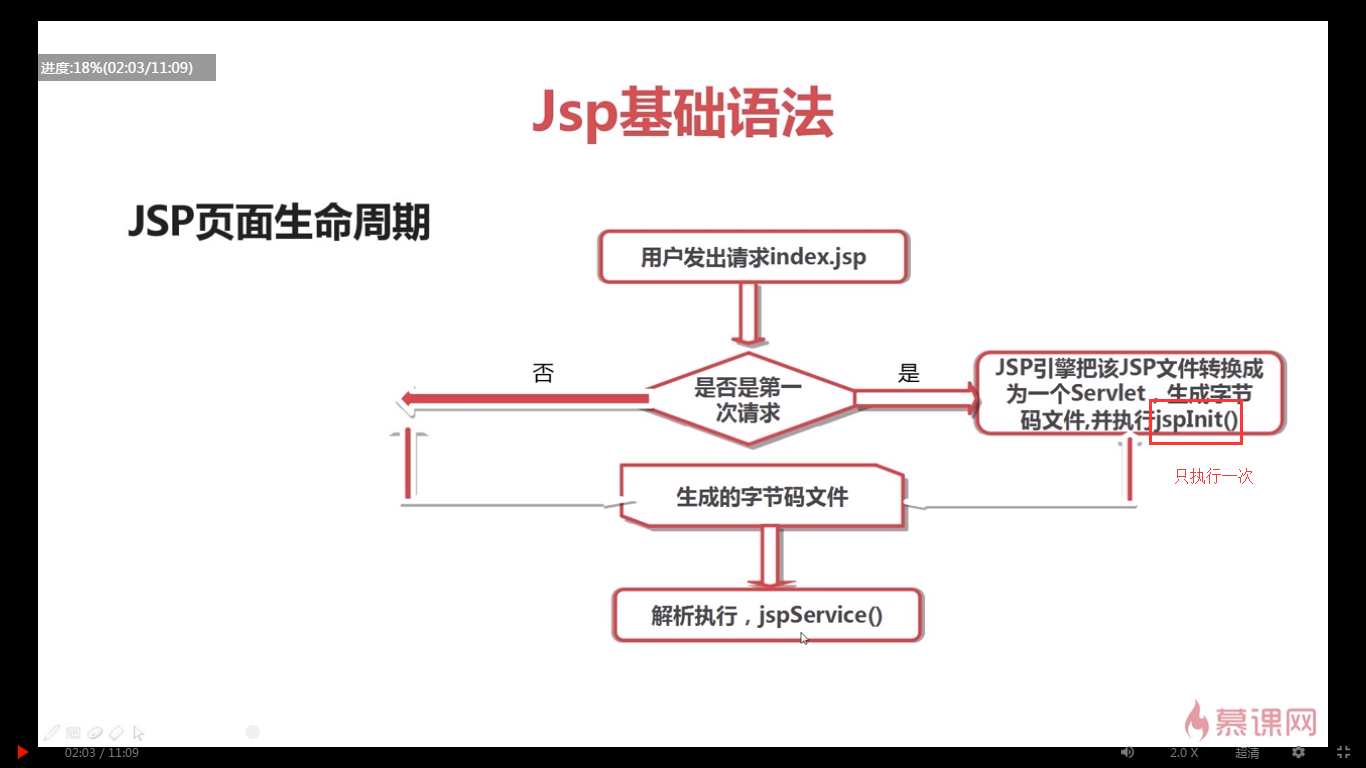 进度:18%(02:03/11:09)
Jsp基础语法
JSP页面生命周期
用户发出请求index.jsp
否
是否是第一
次请求
是
JSP引擎把该JSP文件转换成
为一个Servlet，生成字节
码文件,并执行jspInit()
只执行一次
生成的字节码文件
解析执行，jspService()
慕课网
02:03 / 11:09
2.0 X
超清